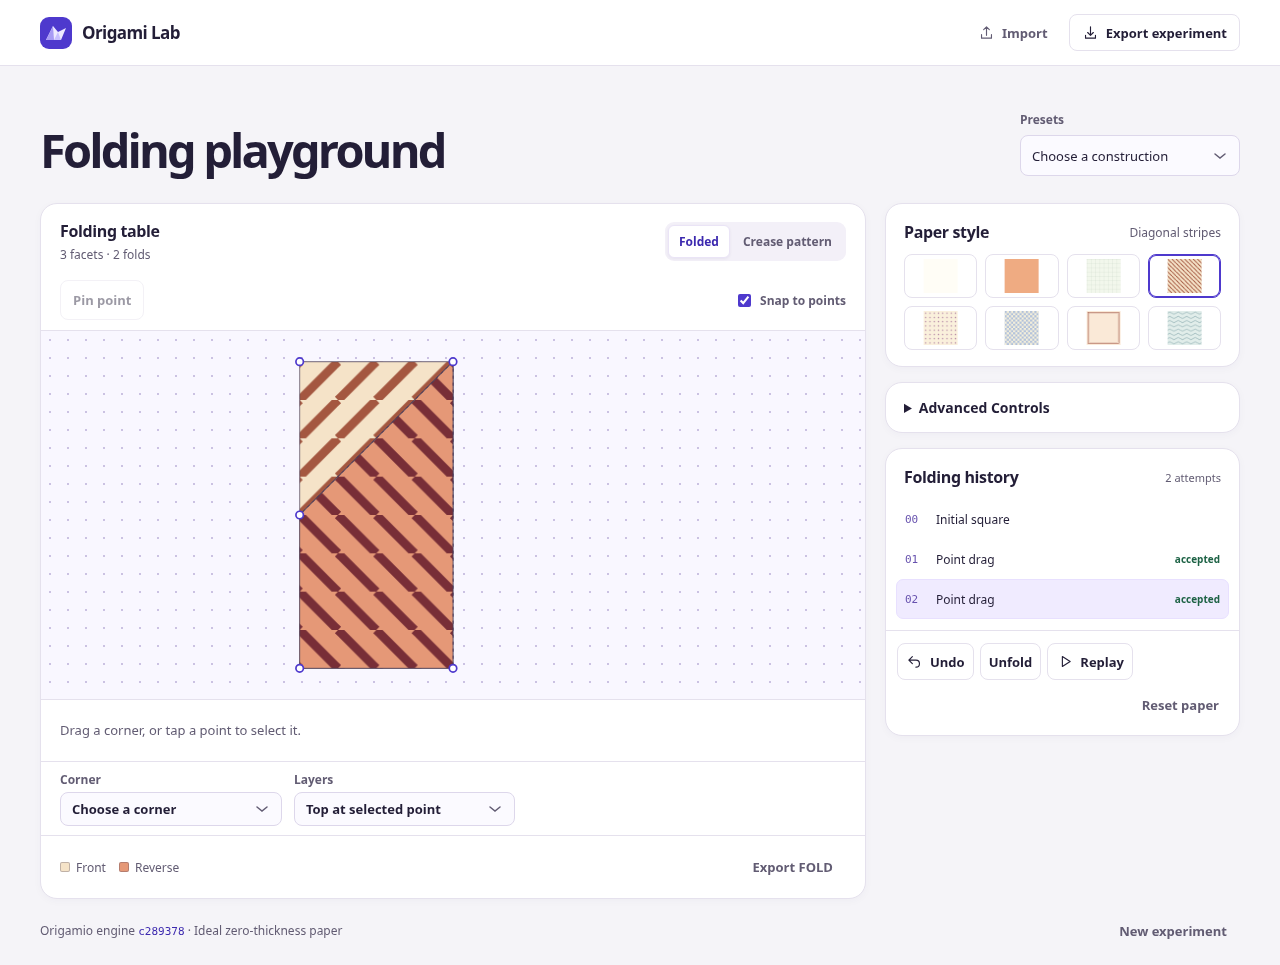 Origami Lab
Import
Export experiment
Folding playground
Presets
Choose a construction
Folding table
3 facets · 2 folds
Folded
Crease pattern
Pin point
Snap to points
Drag a corner, or tap a point to select it.
Corner
Layers
Choose a corner
Top at selected point
Front
Reverse
Export FOLD
Paper style
Diagonal stripes
Advanced Controls
Folding history
2 attempts
00 Initial square
01 Point drag accepted
02 Point drag accepted
Undo
Unfold
Replay
Reset paper
Origamio engine c289378 · Ideal zero-thickness paper
New experiment